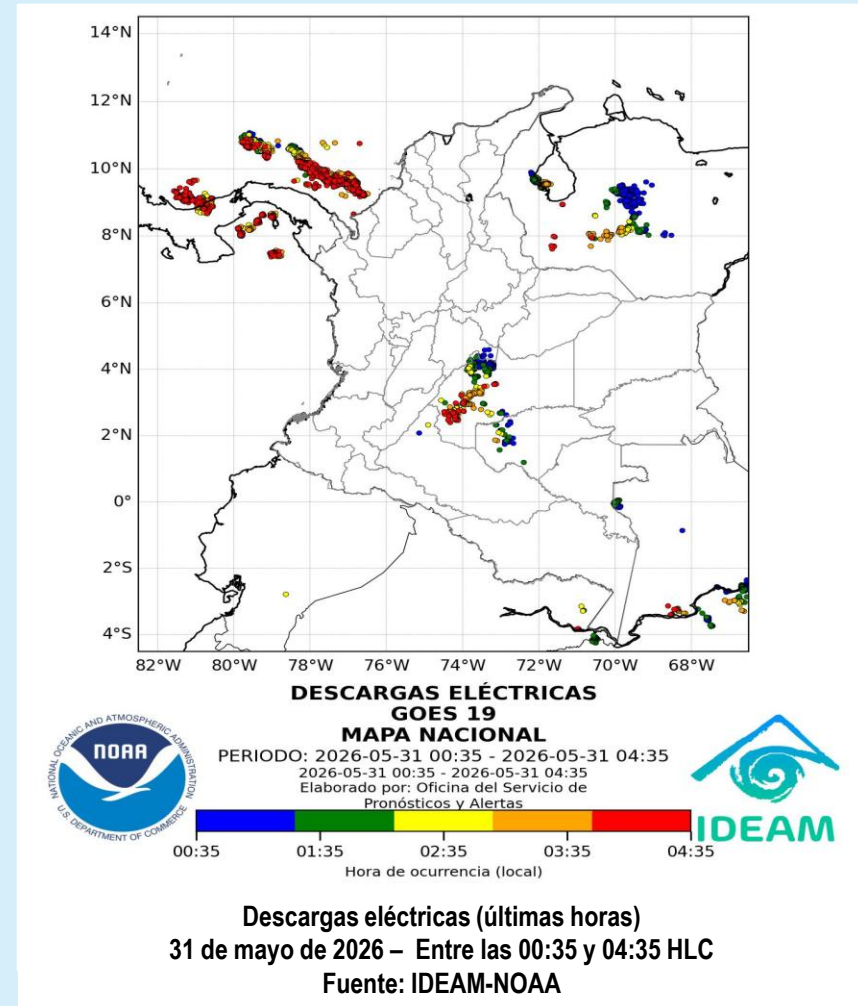 14°N
12°N
10°N
8°N
6°N
4°N
2°N
0°
2°S
4°S
82°W 80°W 78°W 76°W 74°W 72°W 70°W 68°W
DESCARGAS ELÉCTRICAS
GOES 19
MAPA NACIONAL
PERIODO: 2026-05-31 00:35 - 2026-05-31 04:35
2026-05-31 00:35 - 2026-05-31 04:35
Elaborado por: Oficina del Servicio de
Pronósticos y Alertas
NATIONAL OCEANIC AND ATMOSPHERIC ADMINISTRATION
NOAA
U.S. DEPARTMENT OF COMMERCE
IDEAM
00:35 01:35 02:35 03:35 04:35
Hora de ocurrencia (local)
Descargas eléctricas (últimas horas)
31 de mayo de 2026 – Entre las 00:35 y 04:35 HLC
Fuente: IDEAM-NOAA